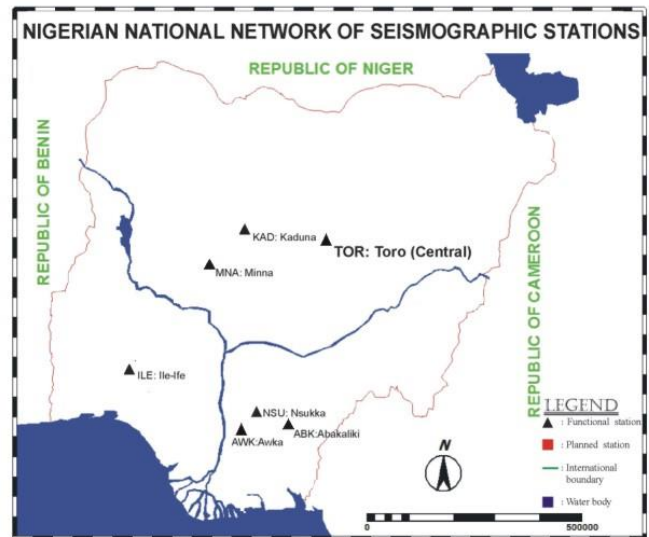 NIGERIAN NATIONAL NETWORK OF SEISMOGRAPHIC STATIONS
REPUBLIC OF NIGER
REPUBLIC OF BENIN
KAD: Kaduna
TOR: Toro (Central)
MNA: Minna
REPUBLIC OF CAMEROON
ILE: Ile-Ife
NSU: Nsukka
ABK:Abakaliki
AWK:Awka
LEGEND
: Functional station
: Planned station
: International
boundary
: Water body
N
0 500000